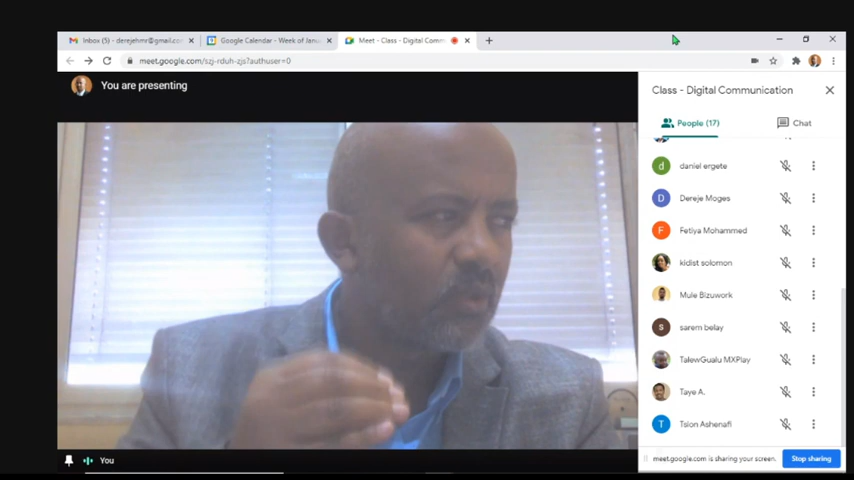 Inbox (5) - derejehmr@gmail.co
Google Calendar - Week of Janu
Meet - Class - Digital Comm
meet.google.com/szj-rduh-zjs?authuser=0
You are presenting
Class - Digital Communication
People (17)
Chat
daniel ergete
Dereje Moges
Fetiya Mohammed
kidist solomon
Mule Bizuwork
sarem belay
TalewGualu MXPlay
Taye A.
Tsion Ashenafi
You
meet.google.com is sharing your screen.
Stop sharing